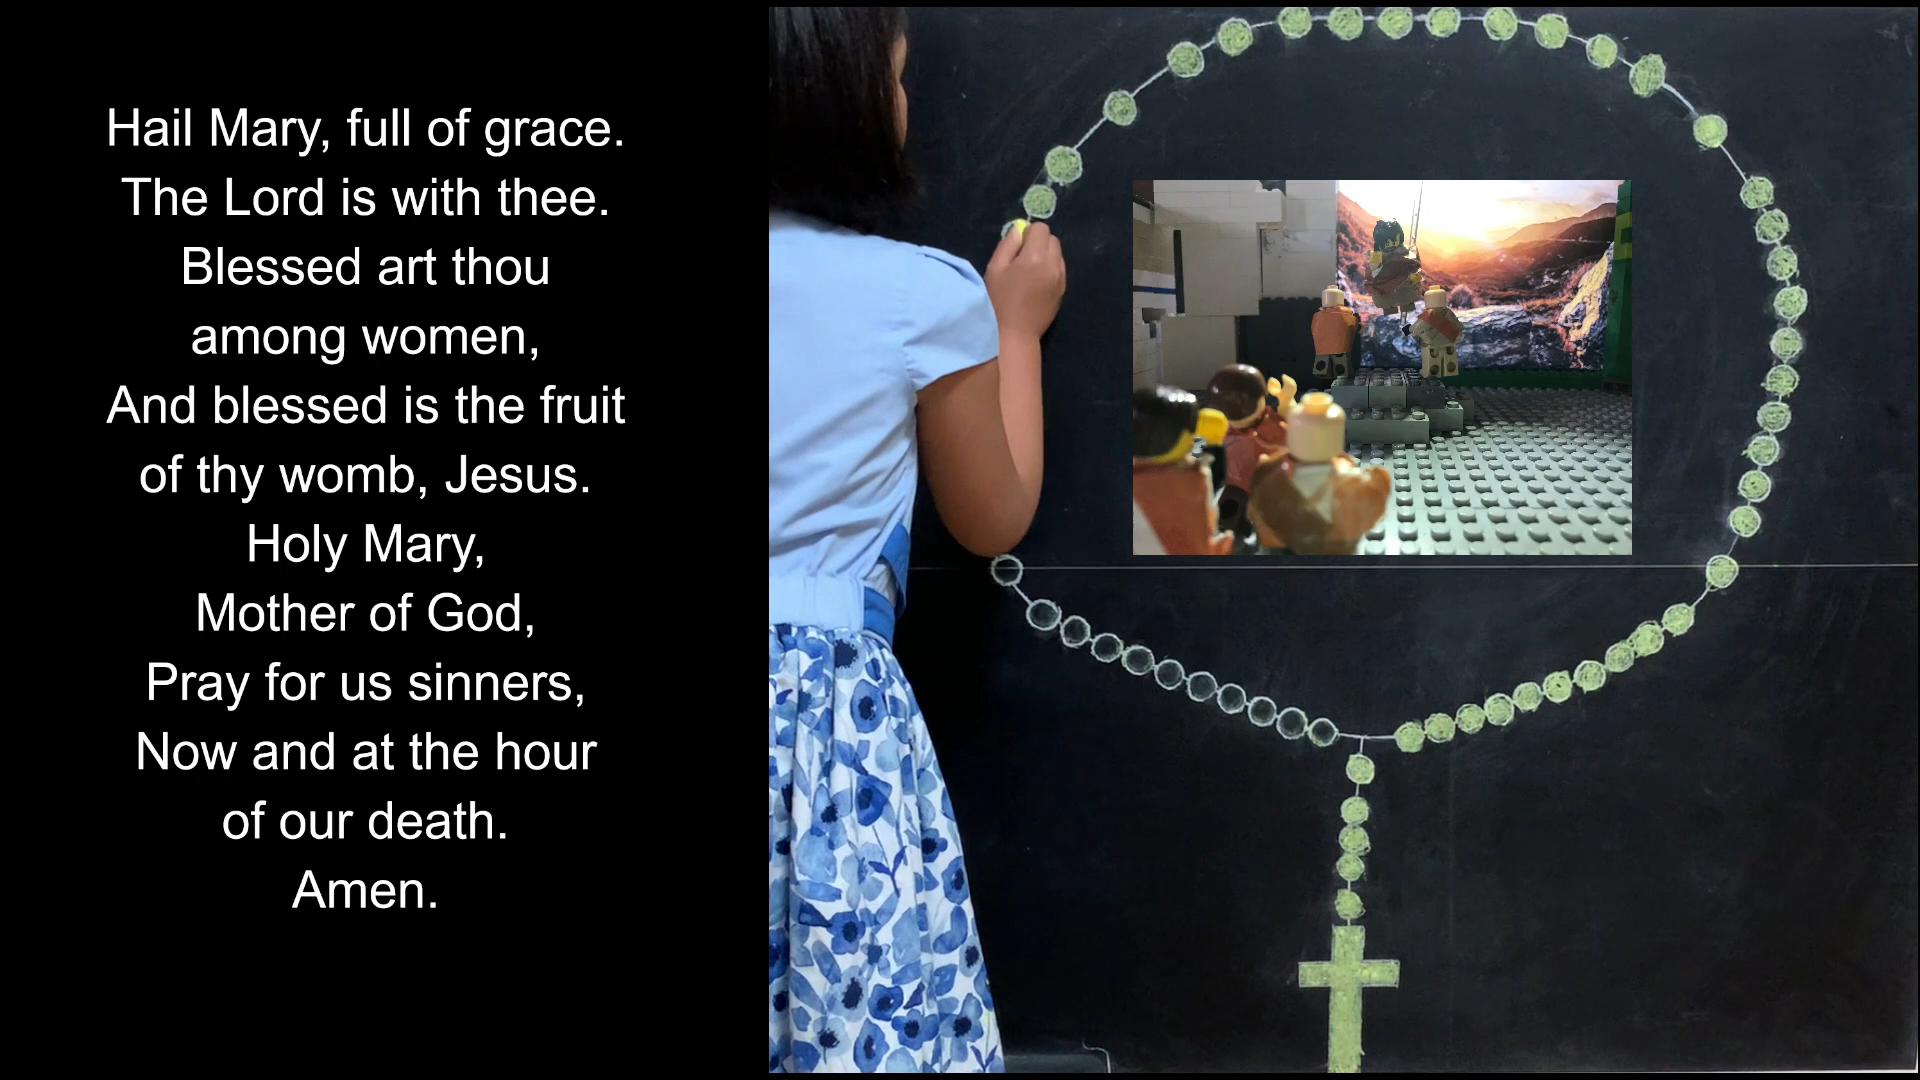 Hail Mary, full of grace.
The Lord is with thee.
Blessed art thou
among women,
And blessed is the fruit
of thy womb, Jesus.
Holy Mary,
Mother of God,
Pray for us sinners,
Now and at the hour
of our death.
Amen.